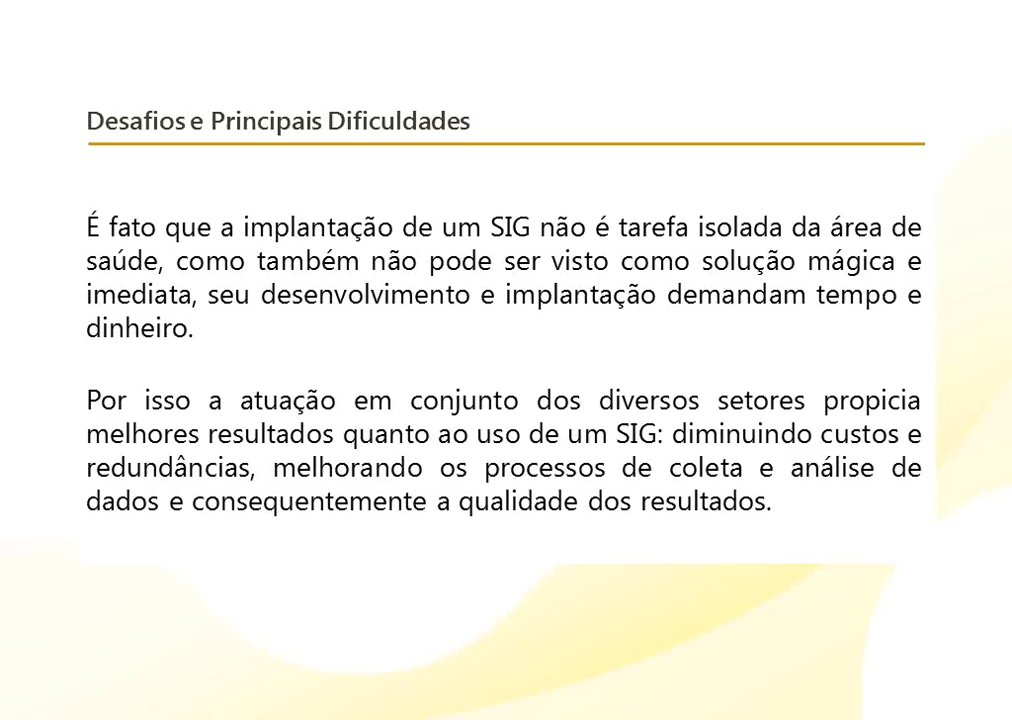 Desafios e Principais Dificuldades
É fato que a implantação de um SIG não é tarefa isolada da área de
saúde, como também não pode ser visto como solução mágica e
imediata, seu desenvolvimento e implantação demandam tempo e
dinheiro.
Por isso a atuação em conjunto dos diversos setores propicia
melhores resultados quanto ao uso de um SIG: diminuindo custos e
redundâncias, melhorando os processos de coleta e análise de
dados e consequentemente a qualidade dos resultados.